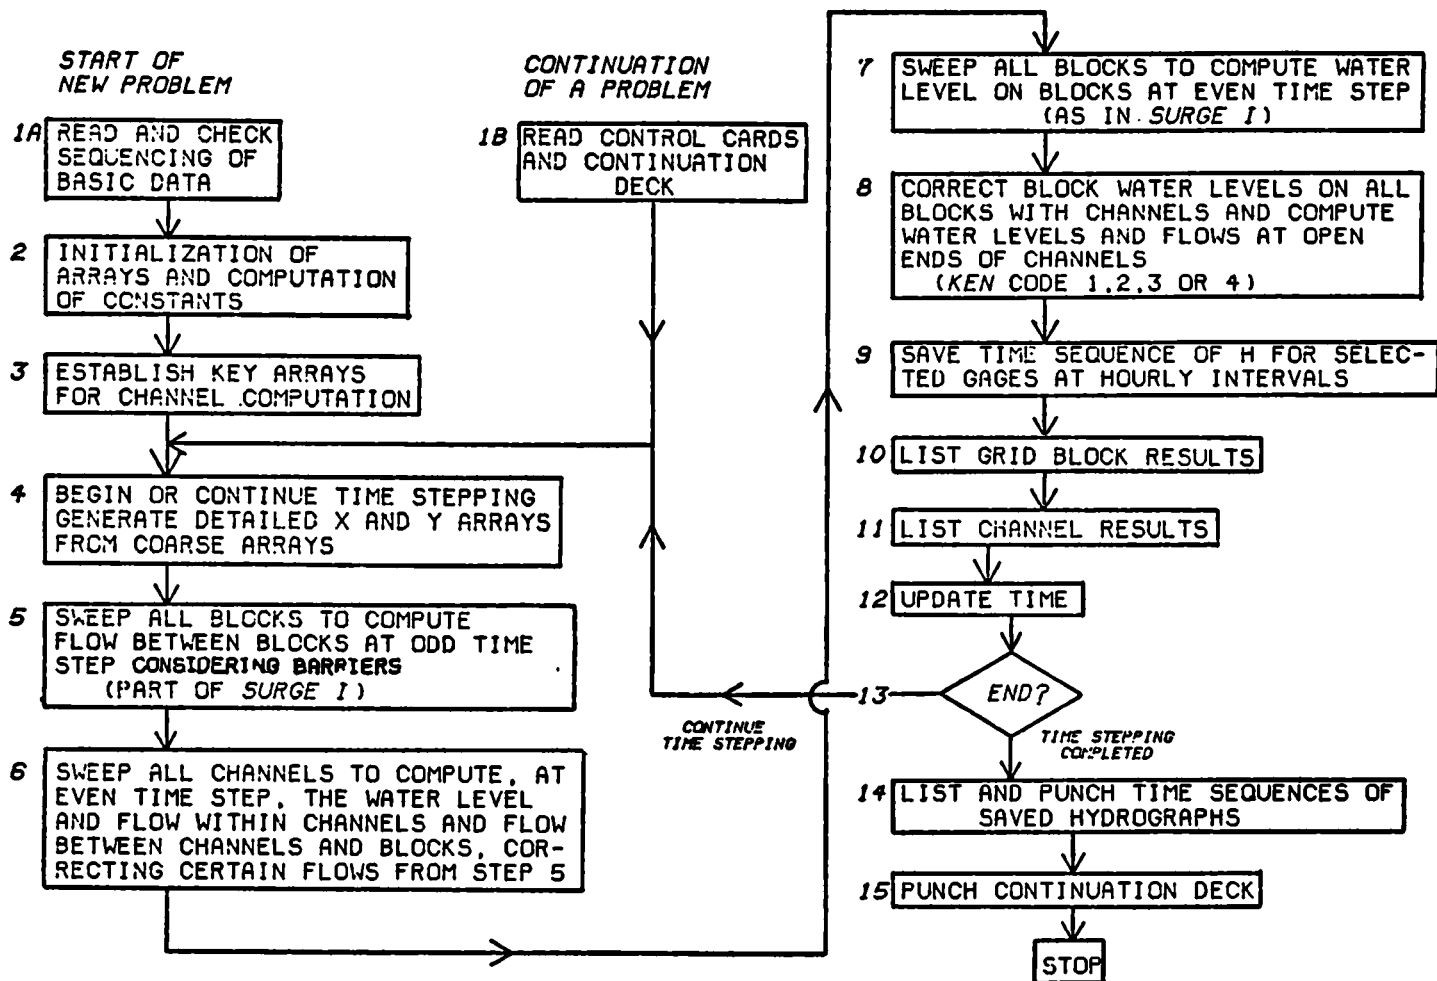 START OF
NEW PROBLEM
1A READ AND CHECK
SEQUENCING OF
BASIC DATA
2 INITIALIZATION OF
ARRAYS AND COMPUTATION
OF CONSTANTS
3 ESTABLISH KEY ARRAYS
FOR CHANNEL COMPUTATION
4 BEGIN OR CONTINUE TIME STEPPING
GENERATE DETAILED X AND Y ARRAYS
FROM COARSE ARRAYS
5 SWEEP ALL BLOCKS TO COMPUTE
FLOW BETWEEN BLOCKS AT ODD TIME
STEP CONSIDERING BARRIERS
(PART OF SURGE I)
6 SWEEP ALL CHANNELS TO COMPUTE, AT
EVEN TIME STEP, THE WATER LEVEL
AND FLOW WITHIN CHANNELS AND FLOW
BETWEEN CHANNELS AND BLOCKS, COR-
RECTING CERTAIN FLOWS FROM STEP 5
CONTINUATION
OF A PROBLEM
1B READ CONTROL CARDS
AND CONTINUATION
DECK
7 SWEEP ALL BLOCKS TO COMPUTE WATER
LEVEL ON BLOCKS AT EVEN TIME STEP
(AS IN SURGE I)
8 CORRECT BLOCK WATER LEVELS ON ALL
BLOCKS WITH CHANNELS AND COMPUTE
WATER LEVELS AND FLOWS AT OPEN
ENDS OF CHANNELS
(KEN CODE 1,2,3 OR 4)
9 SAVE TIME SEQUENCE OF H FOR SELEC-
TED GAGES AT HOURLY INTERVALS
10 LIST GRID BLOCK RESULTS
11 LIST CHANNEL RESULTS
12 UPDATE TIME
13 END?
CONTINUE
TIME STEPPING
TIME STEPPING
COMPLETED
14 LIST AND PUNCH TIME SEQUENCES OF
SAVED HYDROGRAPHS
15 PUNCH CONTINUATION DECK
STOP